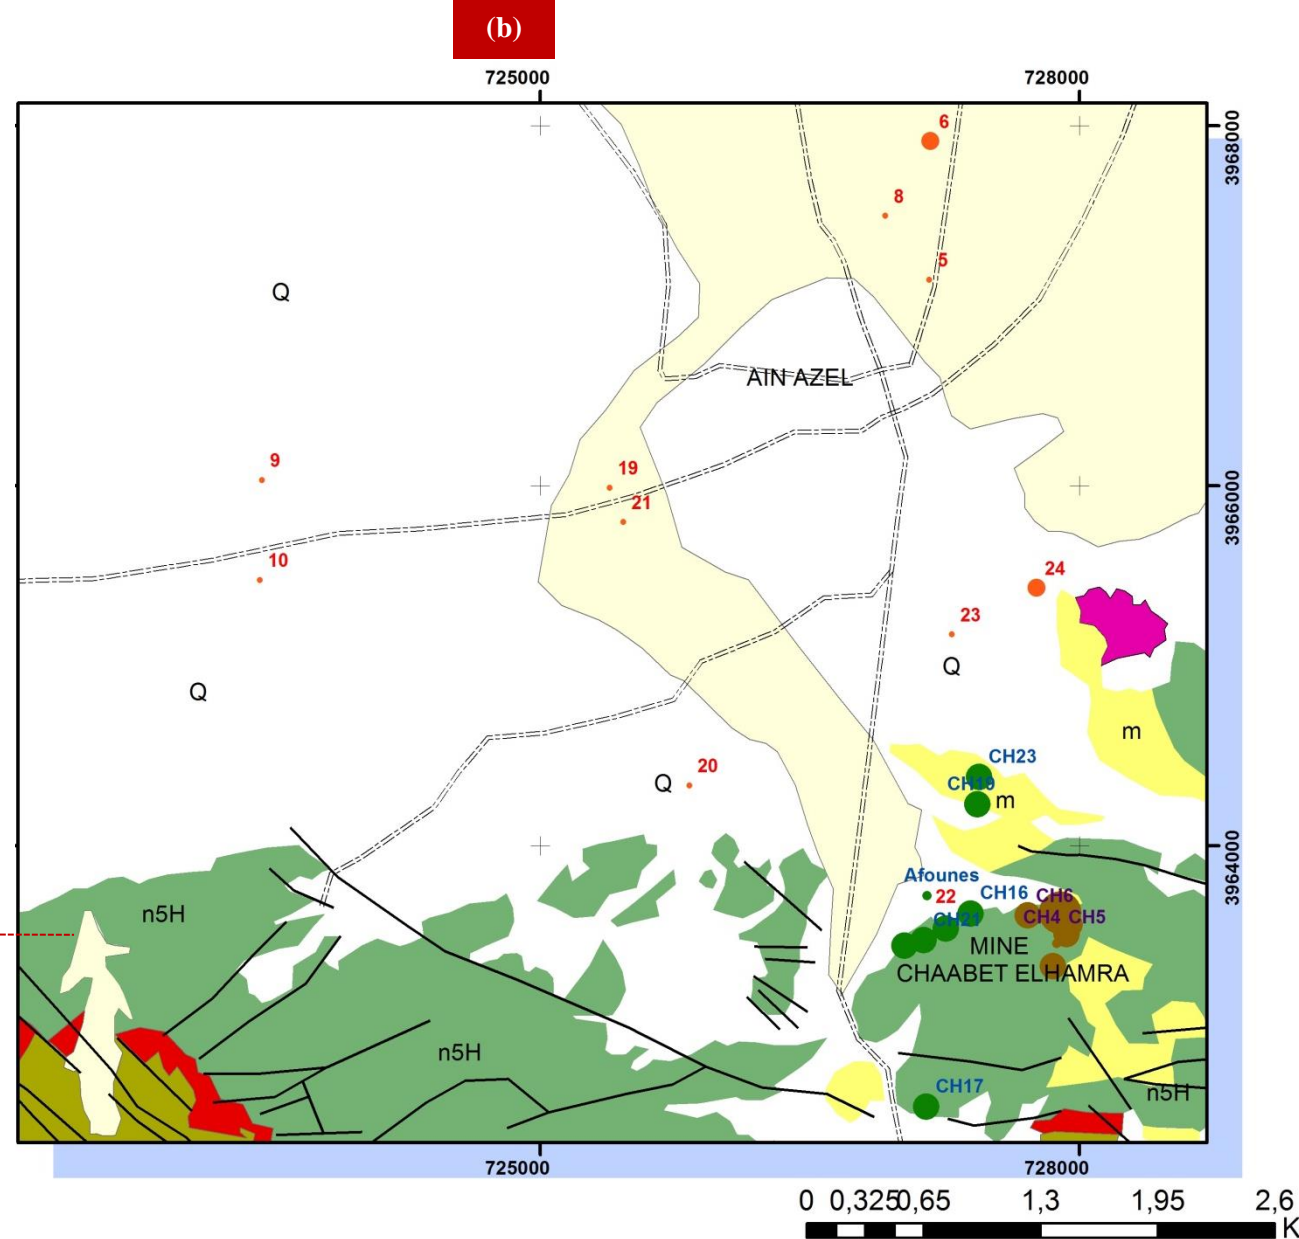 (b)
725000 728000
6
3968000
8
5
Q
AIN AZEL
9
19
21
3966000
10
24
23
Q
Q
m
20
Q
CH23
CH19
m
3964000
Afounes
22
CH16
CH6
n5H
CH21
CH4
CH5
MINE
CHAABET ELHAMRA
n5H
CH17
n5H
725000 728000
0 0,325 0,65 1,3 1,95 2,6
K